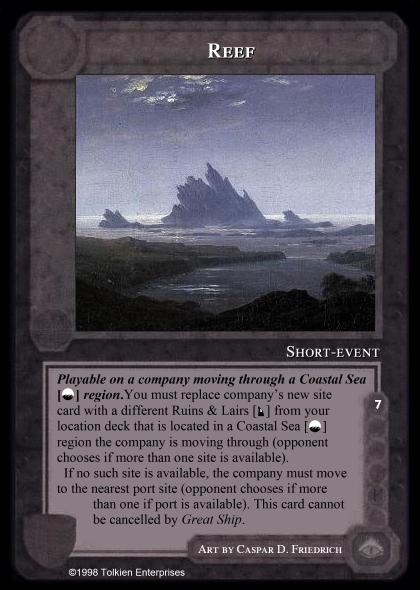 Reef
Short-event
Playable on a company moving through a Coastal Sea
[ ] region.You must replace company's new site
card with a different Ruins & Lairs [ ] from your
location deck that is located in a Coastal Sea [ ]
region the company is moving through (opponent
chooses if more than one site is available).
If no such site is available, the company must move
to the nearest port site (opponent chooses if more
than one if port is available). This card cannot
be cancelled by Great Ship.
7
Art by Caspar D. Friedrich
©1998 Tolkien Enterprises